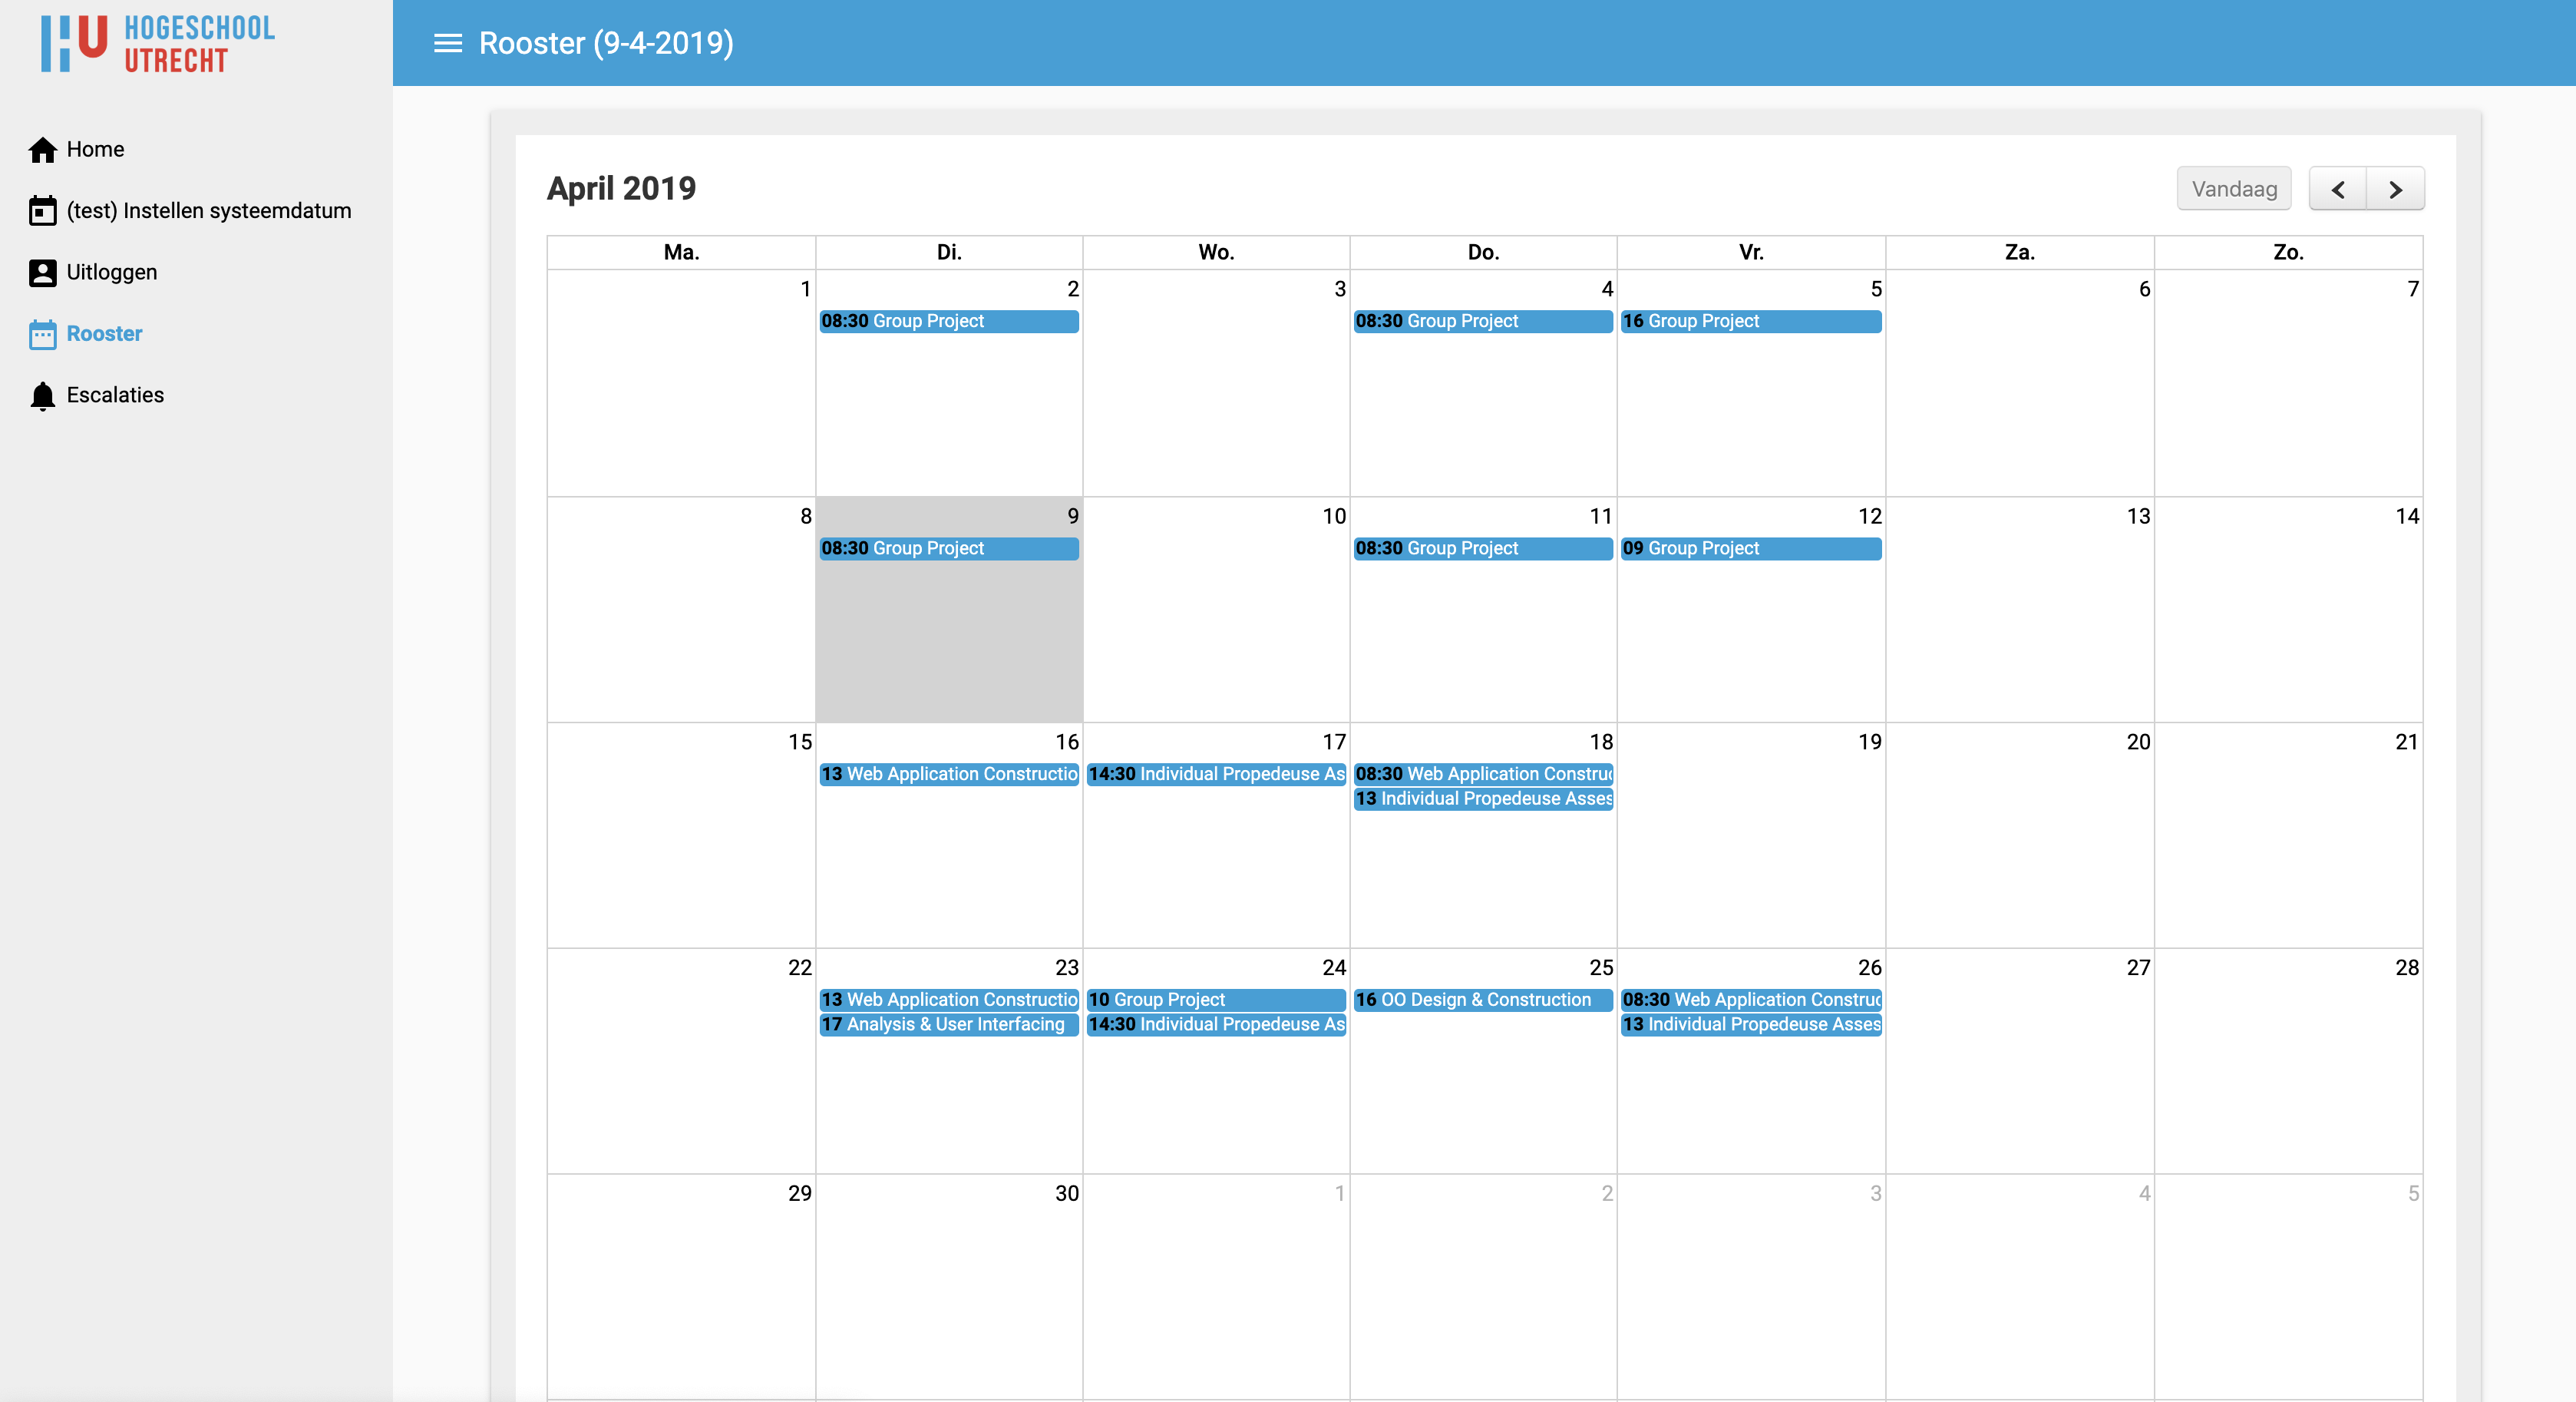 HOGESCHOOL
UTRECHT
Home
(test) Instellen systeemdatum
Uitloggen
Rooster
Escalaties
Rooster (9-4-2019)
April 2019
Vandaag
Ma. Di. Wo. Do. Vr. Za. Zo.
1 2 3 4 5 6 7
08:30 Group Project 08:30 Group Project 16 Group Project
8 9 10 11 12 13 14
08:30 Group Project 08:30 Group Project 09 Group Project
15 16 17 18 19 20 21
13 Web Application Constructio 14:30 Individual Propedeuse As 08:30 Web Application Construc
13 Individual Propedeuse Asses
22 23 24 25 26 27 28
13 Web Application Constructio 10 Group Project 16 OO Design & Construction 08:30 Web Application Construc
17 Analysis & User Interfacing 14:30 Individual Propedeuse As 13 Individual Propedeuse Asses
29 30 1 2 3 4 5